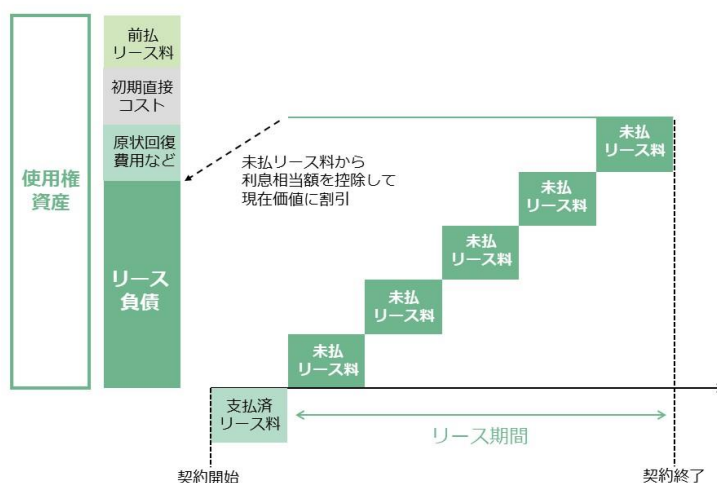 使用権
資産
前払
リース料
初期直接
コスト
原状回復
費用など
リース
負債
未払リース料から
利息相当額を控除して
現在価値に割引
未払
リース料
未払
リース料
未払
リース料
未払
リース料
未払
リース料
支払済
リース料
リース期間
契約開始
契約終了